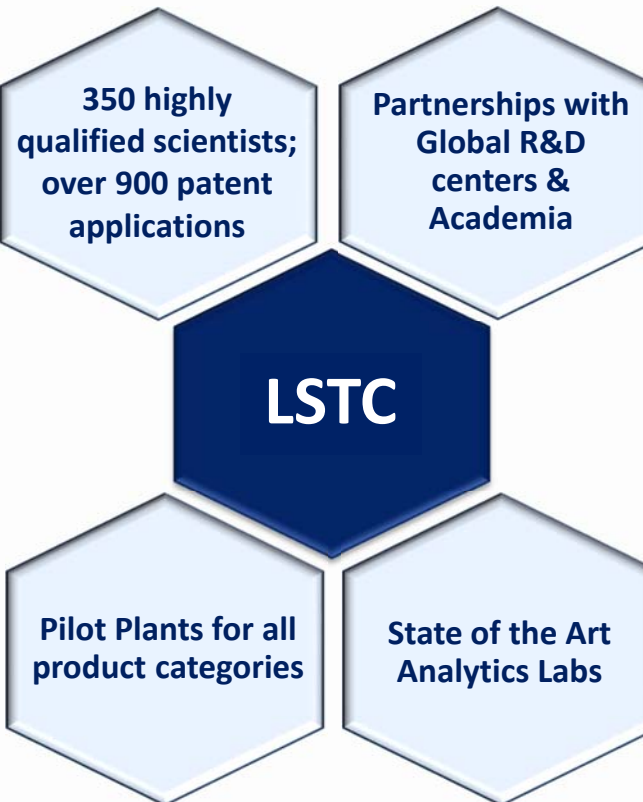 350 highly
qualified scientists;
over 900 patent
applications
Partnerships with
Global R&D
centers &
Academia
LSTC
Pilot Plants for all
product categories
State of the Art
Analytics Labs